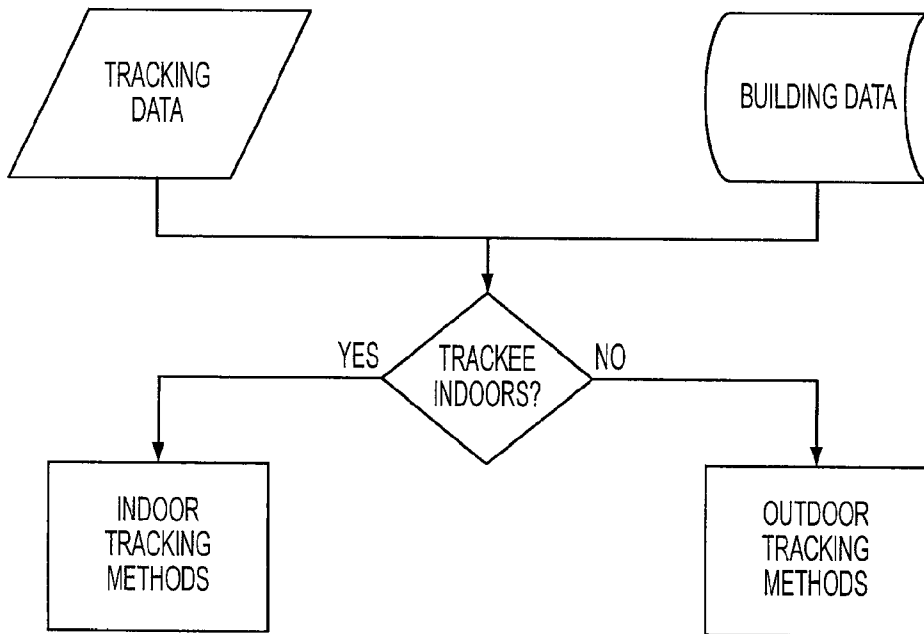 TRACKING
DATA
BUILDING DATA
TRACKEE
INDOORS?
YES
NO
INDOOR
TRACKING
METHODS
OUTDOOR
TRACKING
METHODS